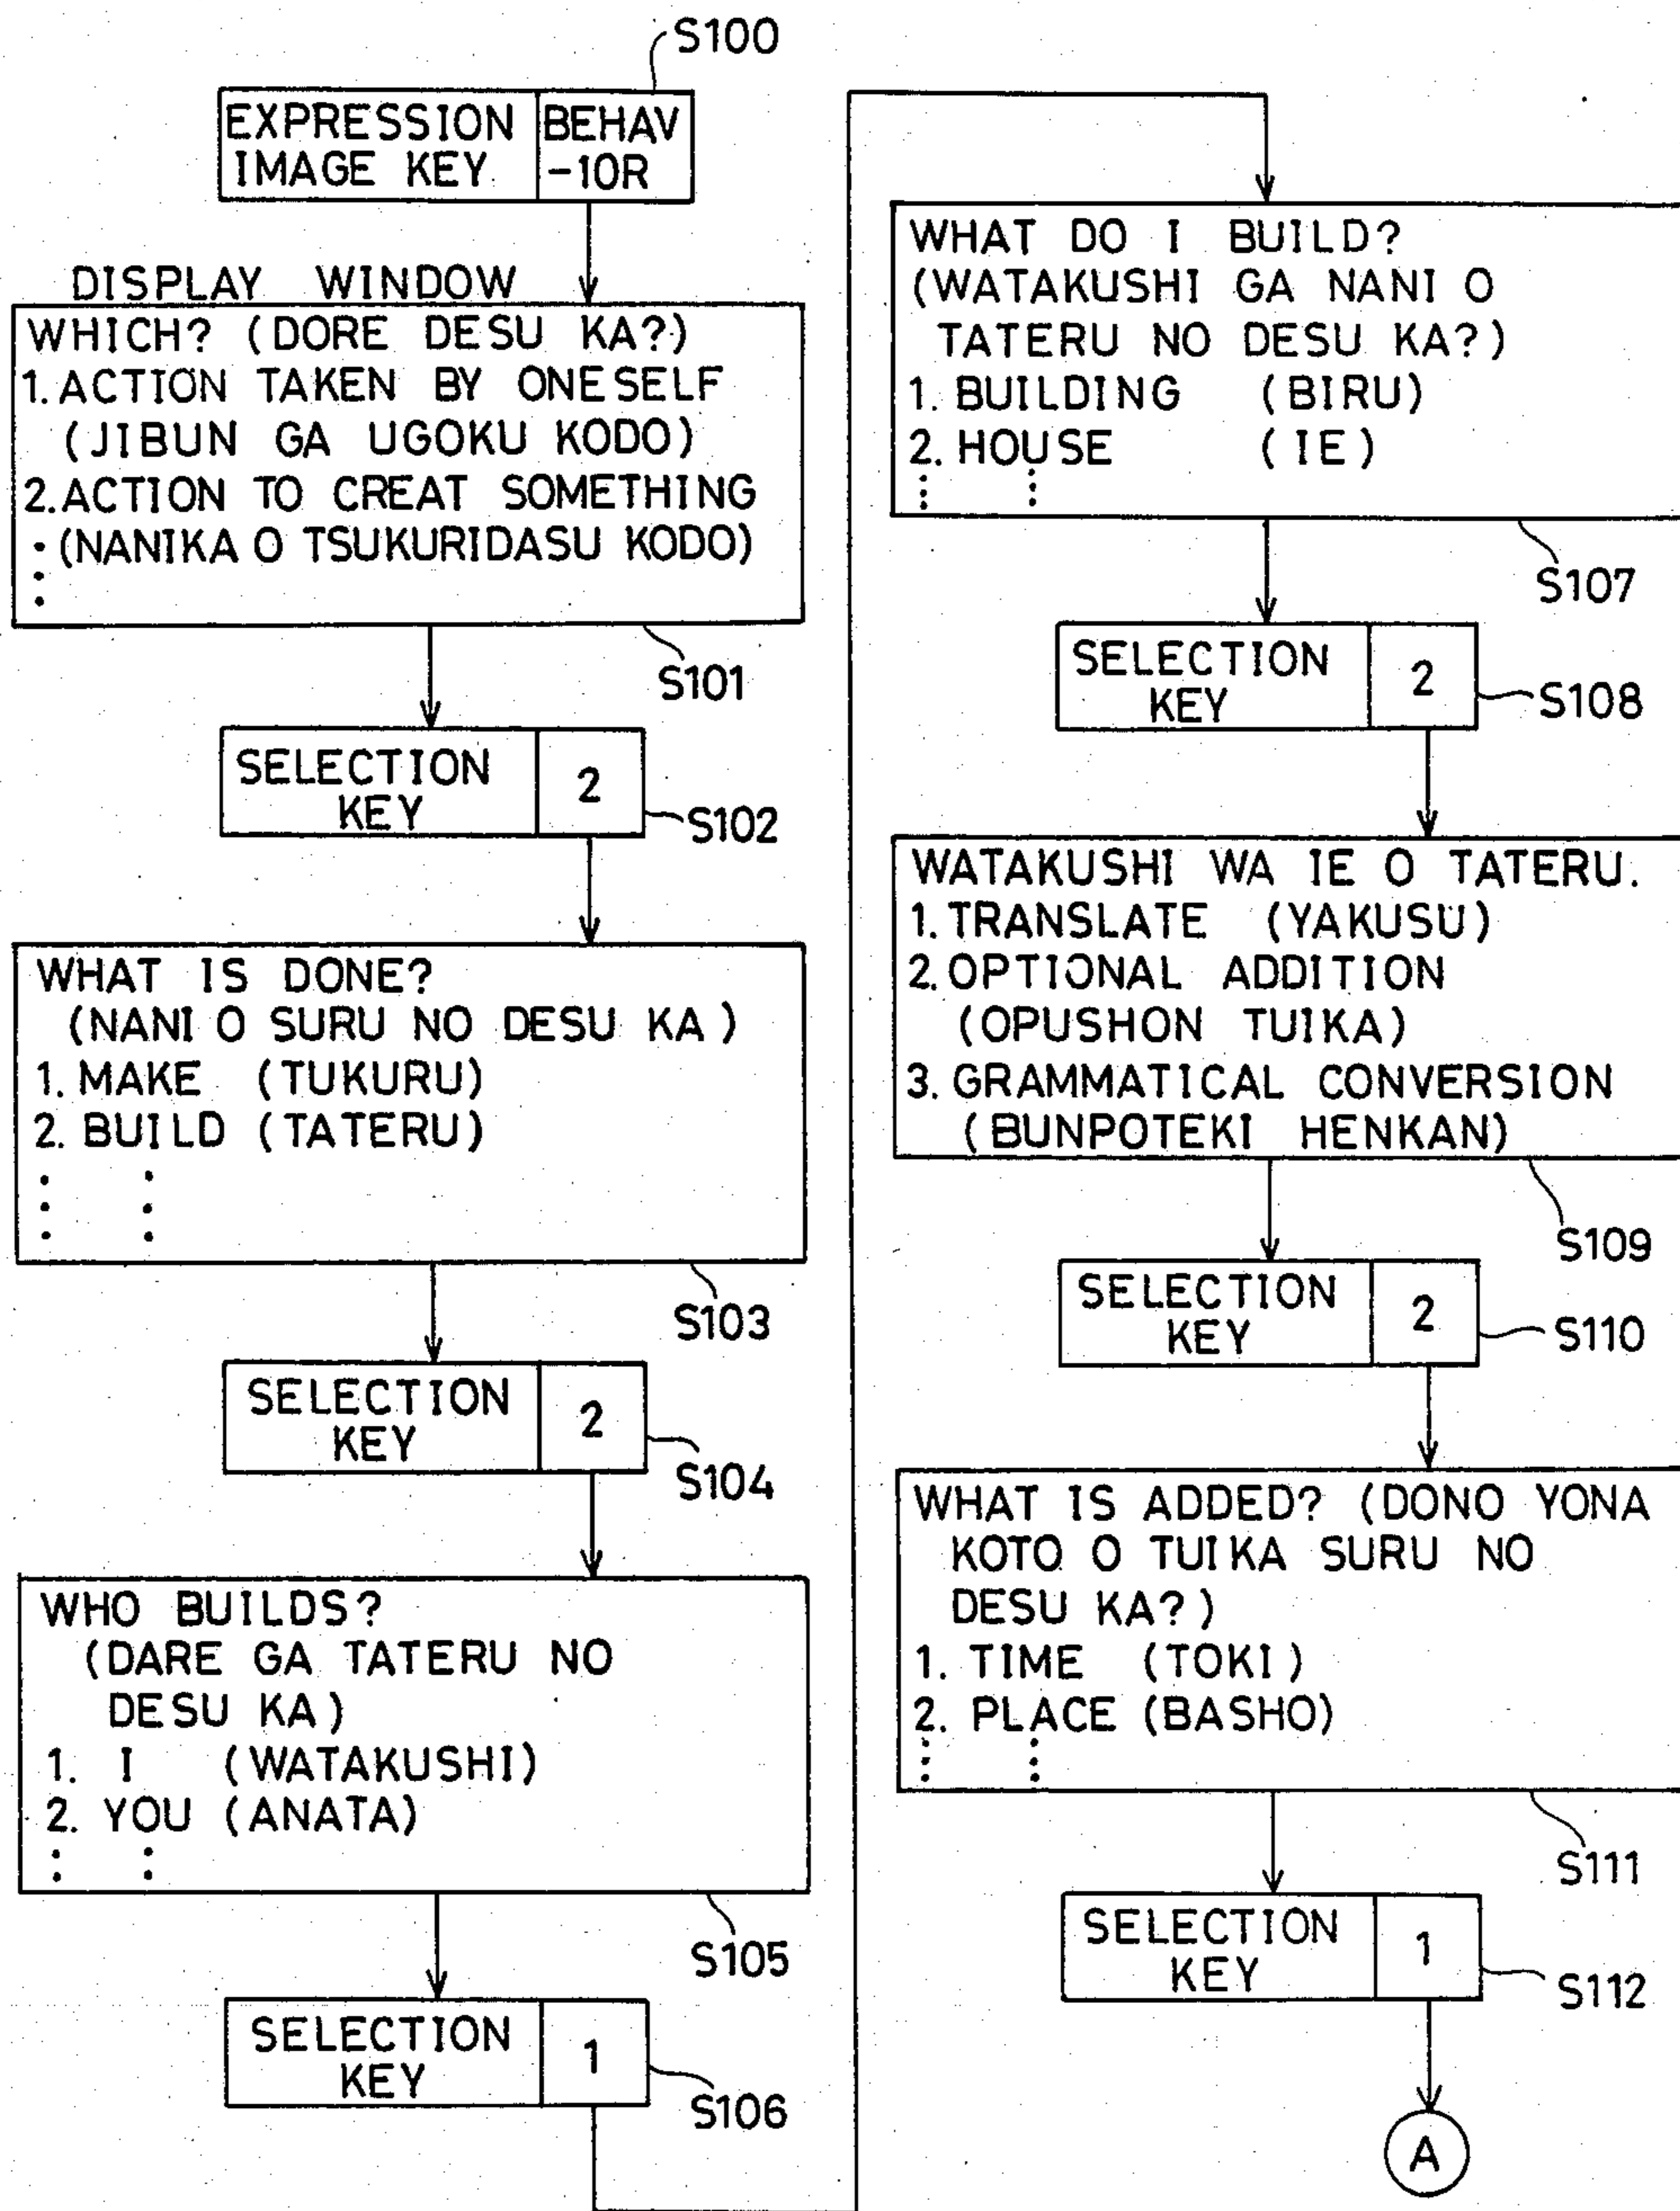 S100
EXPRESSION BEHAV
IMAGE KEY -10R
DISPLAY WINDOW
WHICH? (DORE DESU KA?)
1. ACTION TAKEN BY ONESELF
(JIBUN GA UGOKU KODO)
2. ACTION TO CREAT SOMETHING
(NANIKA O TSUKURIDASU KODO)
S101
SELECTION
KEY
2
S102
WHAT IS DONE?
(NANI O SURU NO DESU KA)
1. MAKE (TUKURU)
2. BUILD (TATERU)
S103
SELECTION
KEY
2
S104
WHO BUILDS?
(DARE GA TATERU NO
DESU KA)
1. I (WATAKUSHI)
2. YOU (ANATA)
S105
SELECTION
KEY
1
S106
WHAT DO I BUILD?
(WATAKUSHI GA NANI O
TATERU NO DESU KA?)
1. BUILDING (BIRU)
2. HOUSE (IE)
S107
SELECTION
KEY
2
S108
WATAKUSHI WA IE O TATERU.
1. TRANSLATE (YAKUSU)
2. OPTIONAL ADDITION
(OPUSHON TUIKA)
3. GRAMMATICAL CONVERSION
(BUNPOTEKI HENKAN)
S109
SELECTION
KEY
2
S110
WHAT IS ADDED? (DONO YONA
KOTO O TUIKA SURU NO
DESU KA?)
1. TIME (TOKI)
2. PLACE (BASHO)
S111
SELECTION
KEY
1
S112
A